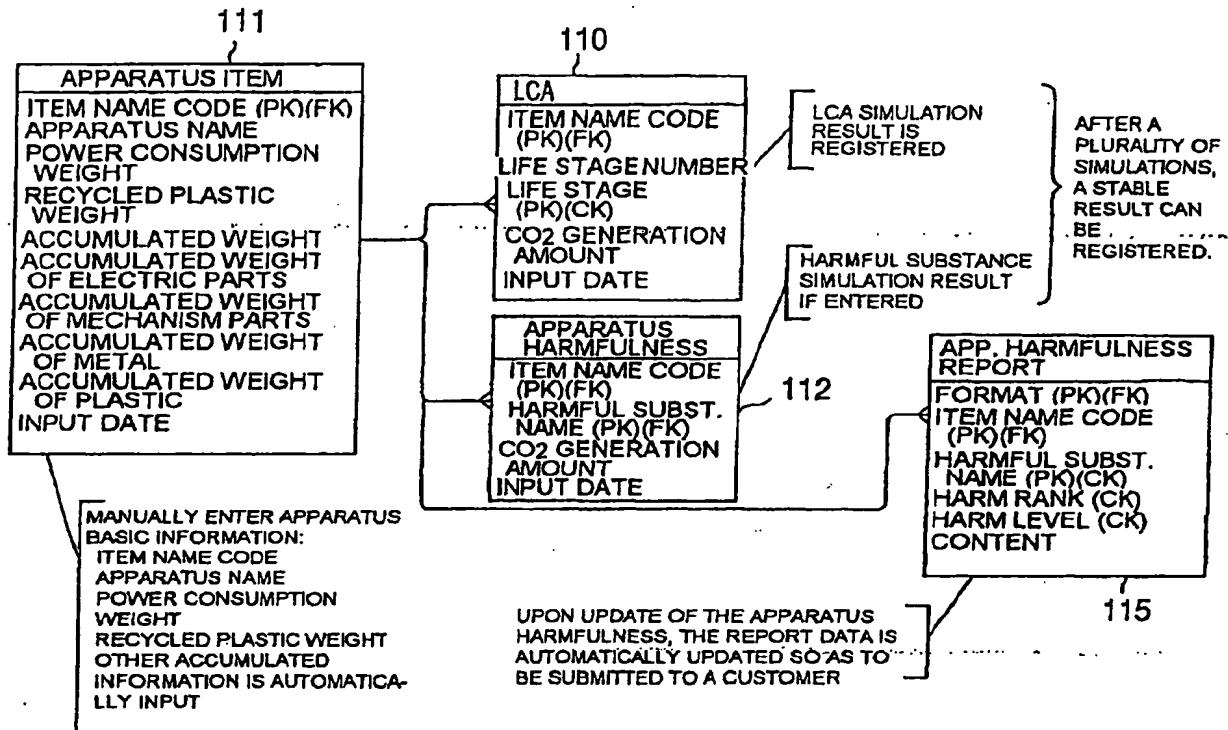 111
APPARATUS ITEM
ITEM NAME CODE (PK)(FK)
APPARATUS NAME
POWER CONSUMPTION
WEIGHT
RECYCLED PLASTIC
WEIGHT
ACCUMULATED WEIGHT
ACCUMULATED WEIGHT
OF ELECTRIC PARTS
ACCUMULATED WEIGHT
OF MECHANISM PARTS
ACCUMULATED WEIGHT
OF METAL
ACCUMULATED WEIGHT
OF PLASTIC
INPUT DATE
MANUALLY ENTER APPARATUS
BASIC INFORMATION:
ITEM NAME CODE
APPARATUS NAME
POWER CONSUMPTION
WEIGHT
RECYCLED PLASTIC WEIGHT
OTHER ACCUMULATED
INFORMATION IS AUTOMATICA-
LLY INPUT
110
LCA
ITEM NAME CODE
(PK)(FK)
LIFE STAGE NUMBER
LIFE STAGE
(PK)(CK)
CO2 GENERATION
AMOUNT
INPUT DATE
LCA SIMULATION
RESULT IS
REGISTERED
AFTER A
PLURALITY OF
SIMULATIONS,
A STABLE
RESULT CAN
BE
REGISTERED.
HARMFUL SUBSTANCE
SIMULATION RESULT
IF ENTERED
APPARATUS
HARMFULNESS
ITEM NAME CODE
(PK)(FK)
HARMFUL SUBST.
NAME (PK)(FK)
CO2 GENERATION
AMOUNT
INPUT DATE
112
APP. HARMFULNESS
REPORT
FORMAT (PK)(FK)
ITEM NAME CODE
(PK)(FK)
HARMFUL SUBST.
NAME (PK)(CK)
HARM RANK (CK)
HARM LEVEL (CK)
CONTENT
115
UPON UPDATE OF THE APPARATUS
HARMFULNESS, THE REPORT DATA IS
AUTOMATICALLY UPDATED SO AS TO
BE SUBMITTED TO A CUSTOMER